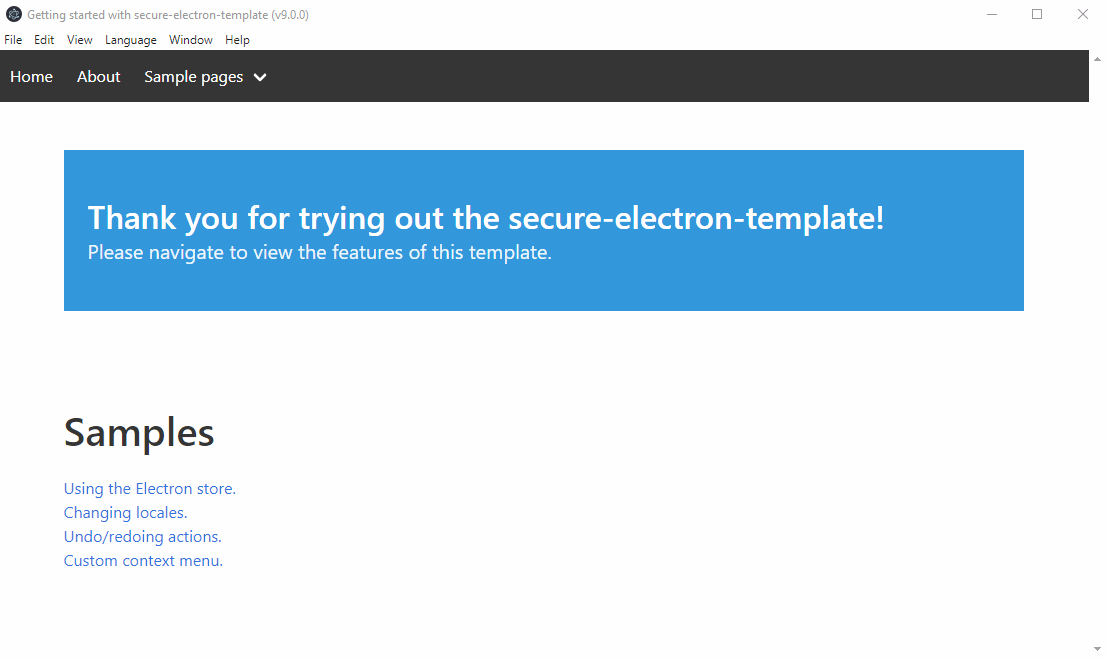 Getting started with secure-electron-template (v9.0.0)
File Edit View Language Window Help
Home About Sample pages
Thank you for trying out the secure-electron-template!
Please navigate to view the features of this template.
Samples
Using the Electron store.
Changing locales.
Undo/redoing actions.
Custom context menu.